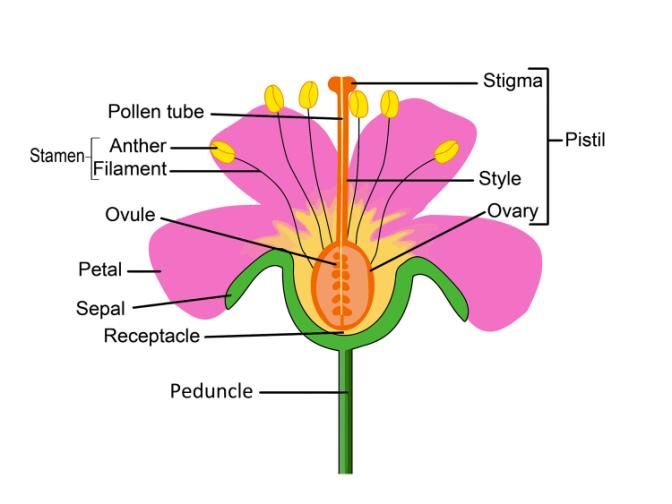 Stigma
Pollen tube
Pistil
Anther
Stamen
Filament
Style
Ovule
Ovary
Petal
Sepal
Receptacle
Peduncle